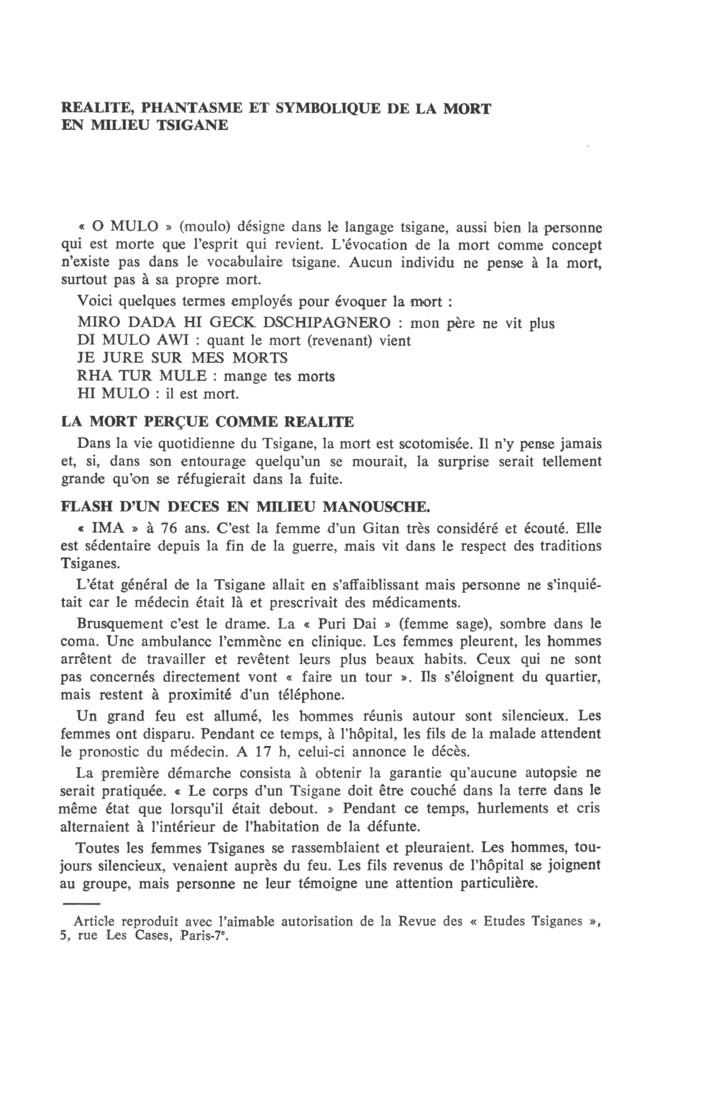 REALITE, PHANTASME ET SYMBOLIQUE DE LA MORT
EN MILIEU TSIGANE
« O MULO » (moulo) désigne dans le langage tsigane, aussi bien la personne
qui est morte que l'esprit qui revient. L'évocation de la mort comme concept
n'existe pas dans le vocabulaire tsigane. Aucun individu ne pense à la mort,
surtout pas à sa propre mort.
Voici quelques termes employés pour évoquer la mort :
MIRO DADA HI GECK DSCHIPAGNERO : mon père ne vit plus
DI MULO AWI : quant le mort (revenant) vient
JE JURE SUR MES MORTS
RHA TUR MULE : mange tes morts
HI MULO : il est mort.
LA MORT PERÇUE COMME REALITE
Dans la vie quotidienne du Tsigane, la mort est scotomisée. Il n'y pense jamais
et, si, dans son entourage quelqu'un se mourait, la surprise serait tellement
grande qu'on se réfugierait dans la fuite.
FLASH D'UN DECES EN MILIEU MANOUSCHE.
« IMA » à 76 ans. C'est la femme d'un Gitan très considéré et écouté. Elle
est sédentaire depuis la fin de la guerre, mais vit dans le respect des traditions
Tsiganes.
L'état général de la Tsigane allait en s'affaiblissant mais personne ne s'inquié-
tait car le médecin était là et prescrivait des médicaments.
Brusquement c'est le drame. La « Puri Dai » (femme sage), sombre dans le
coma. Une ambulance l'emmène en clinique. Les femmes pleurent, les hommes
arrêtent de travailler et revêtent leurs plus beaux habits. Ceux qui ne sont
pas concernés directement vont « faire un tour ». Ils s'éloignent du quartier,
mais restent à proximité d'un téléphone.
Un grand feu est allumé, les hommes réunis autour sont silencieux. Les
femmes ont disparu. Pendant ce temps, à l'hôpital, les fils de la malade attendent
le pronostic du médecin. A 17 h, celui-ci annonce le décès.
La première démarche consista à obtenir la garantie qu'aucune autopsie ne
serait pratiquée. « Le corps d'un Tsigane doit être couché dans la terre dans le
même état que lorsqu'il était debout. » Pendant ce temps, hurlements et cris
alternaient à l'intérieur de l'habitation de la défunte.
Toutes les femmes Tsiganes se rassemblaient et pleuraient. Les hommes, tou-
jours silencieux, venaient auprès du feu. Les fils revenus de l'hôpital se joignent
au groupe, mais personne ne leur témoigne une attention particulière.
Article reproduit avec l'aimable autorisation de la Revue des « Etudes Tsiganes »,
5, rue Les Cases, Paris-7e.